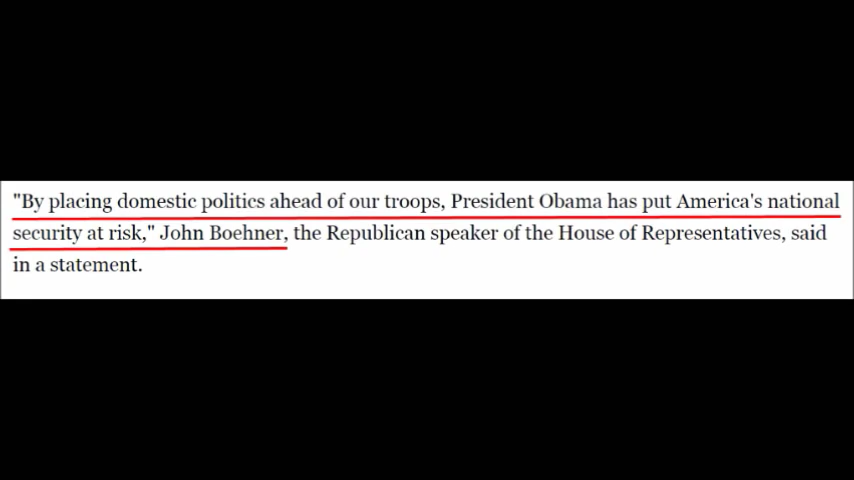 "By placing domestic politics ahead of our troops, President Obama has put America's national
security at risk," John Boehner, the Republican speaker of the House of Representatives, said
in a statement.